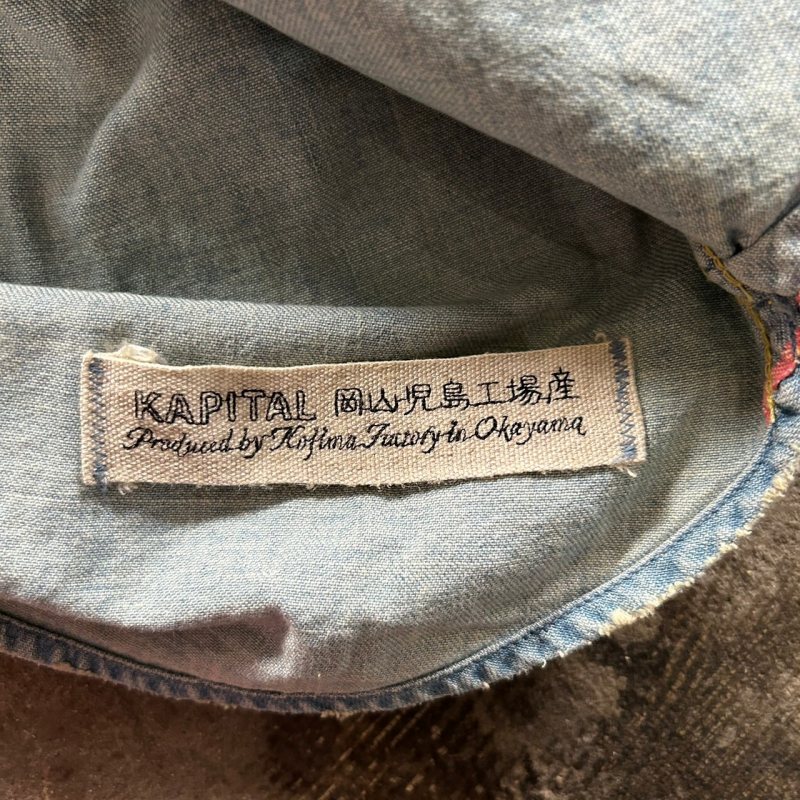 KAPITAL 岡山児島工場産
Produced by Kojima Factory in Okayama